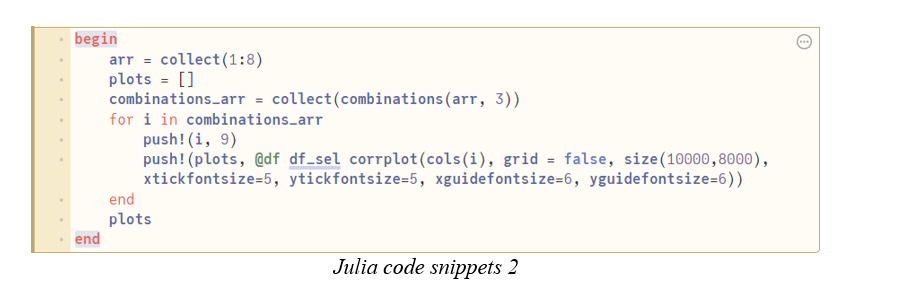 begin
arr = collect(1:8)
plots = []
combinations_arr = collect(combinations(arr, 3))
for i in combinations_arr
push!(i, 9)
push!(plots, @df df_sel corrplot(cols(i), grid = false, size(10000,8000),
xtickfontsize=5, ytickfontsize=5, xguidefontsize=6, yguidefontsize=6))
end
plots
end
Julia code snippets 2